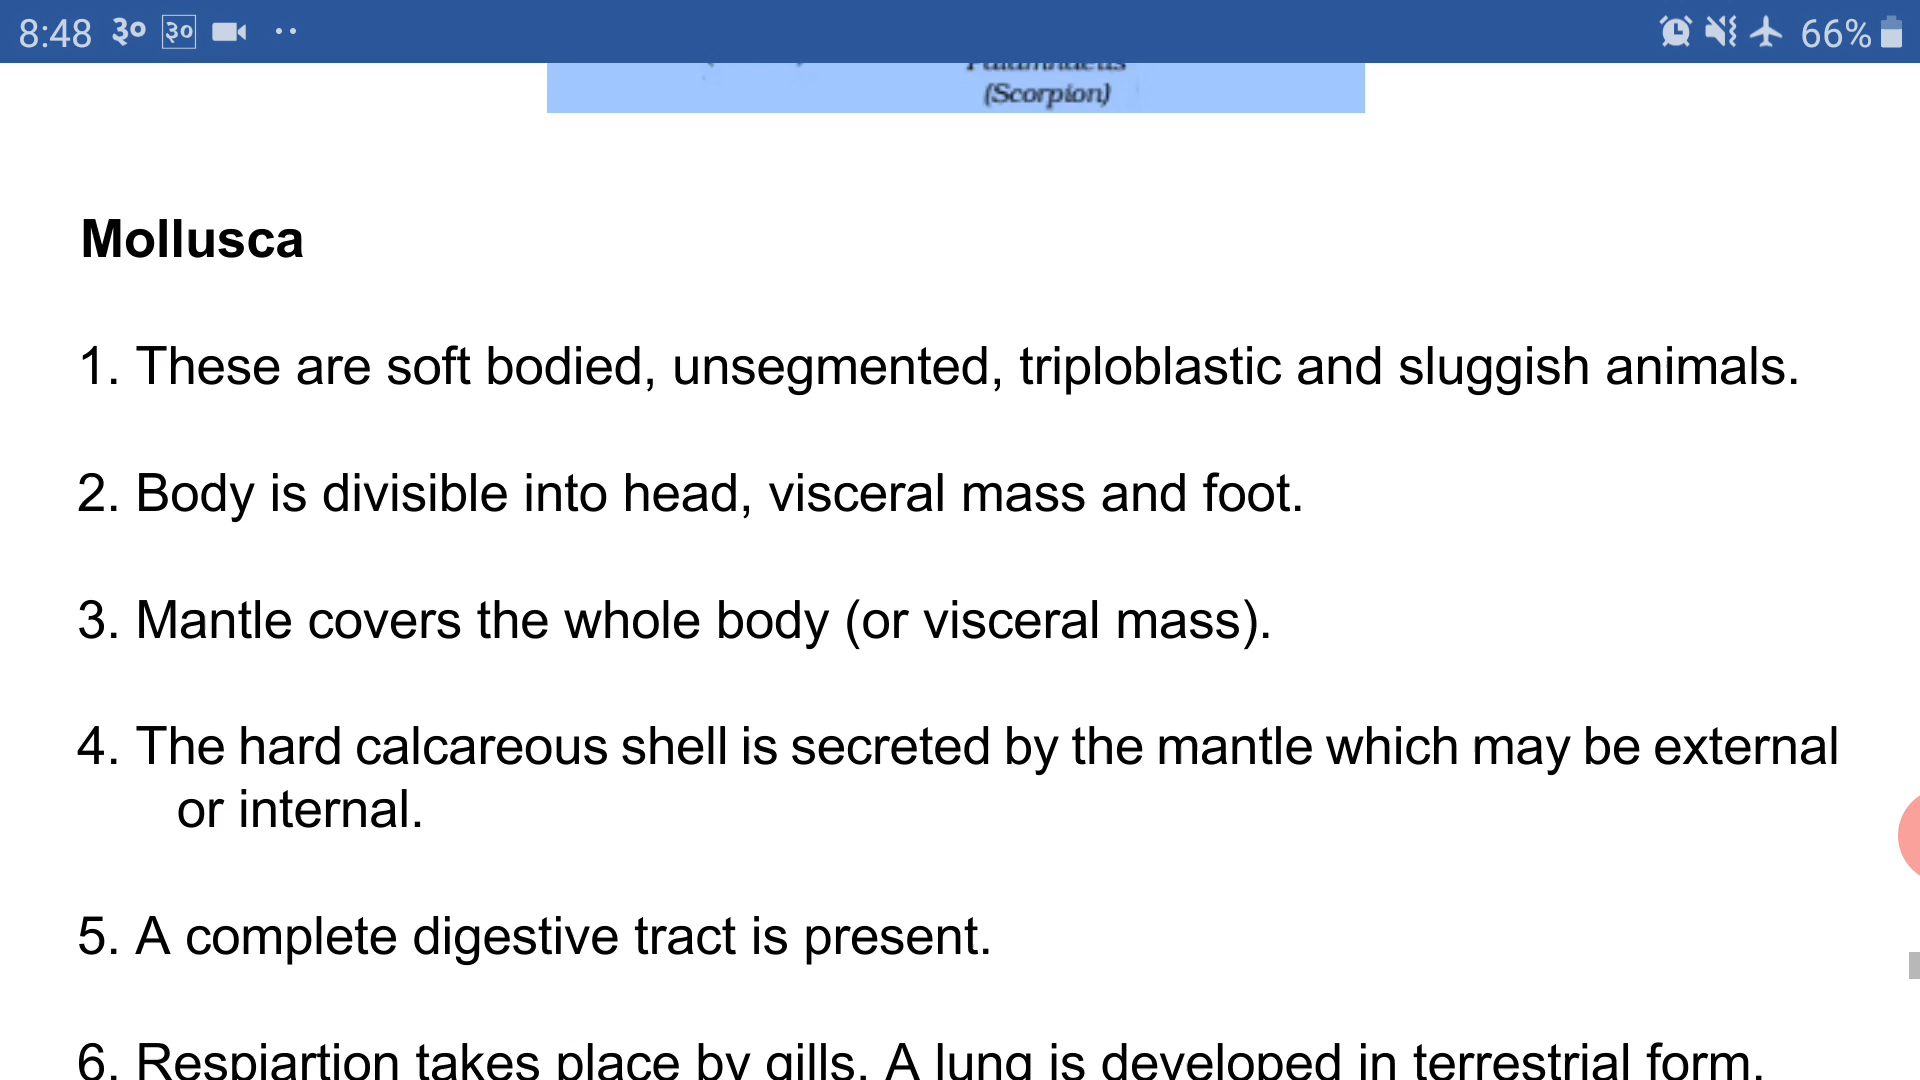 8:48 ३० ३० 66%
(Scorpion)
Mollusca
1. These are soft bodied, unsegmented, triploblastic and sluggish animals.
2. Body is divisible into head, visceral mass and foot.
3. Mantle covers the whole body (or visceral mass).
4. The hard calcareous shell is secreted by the mantle which may be external
or internal.
5. A complete digestive tract is present.
6. Respiartion takes place by gills. A lung is developed in terrestrial form.